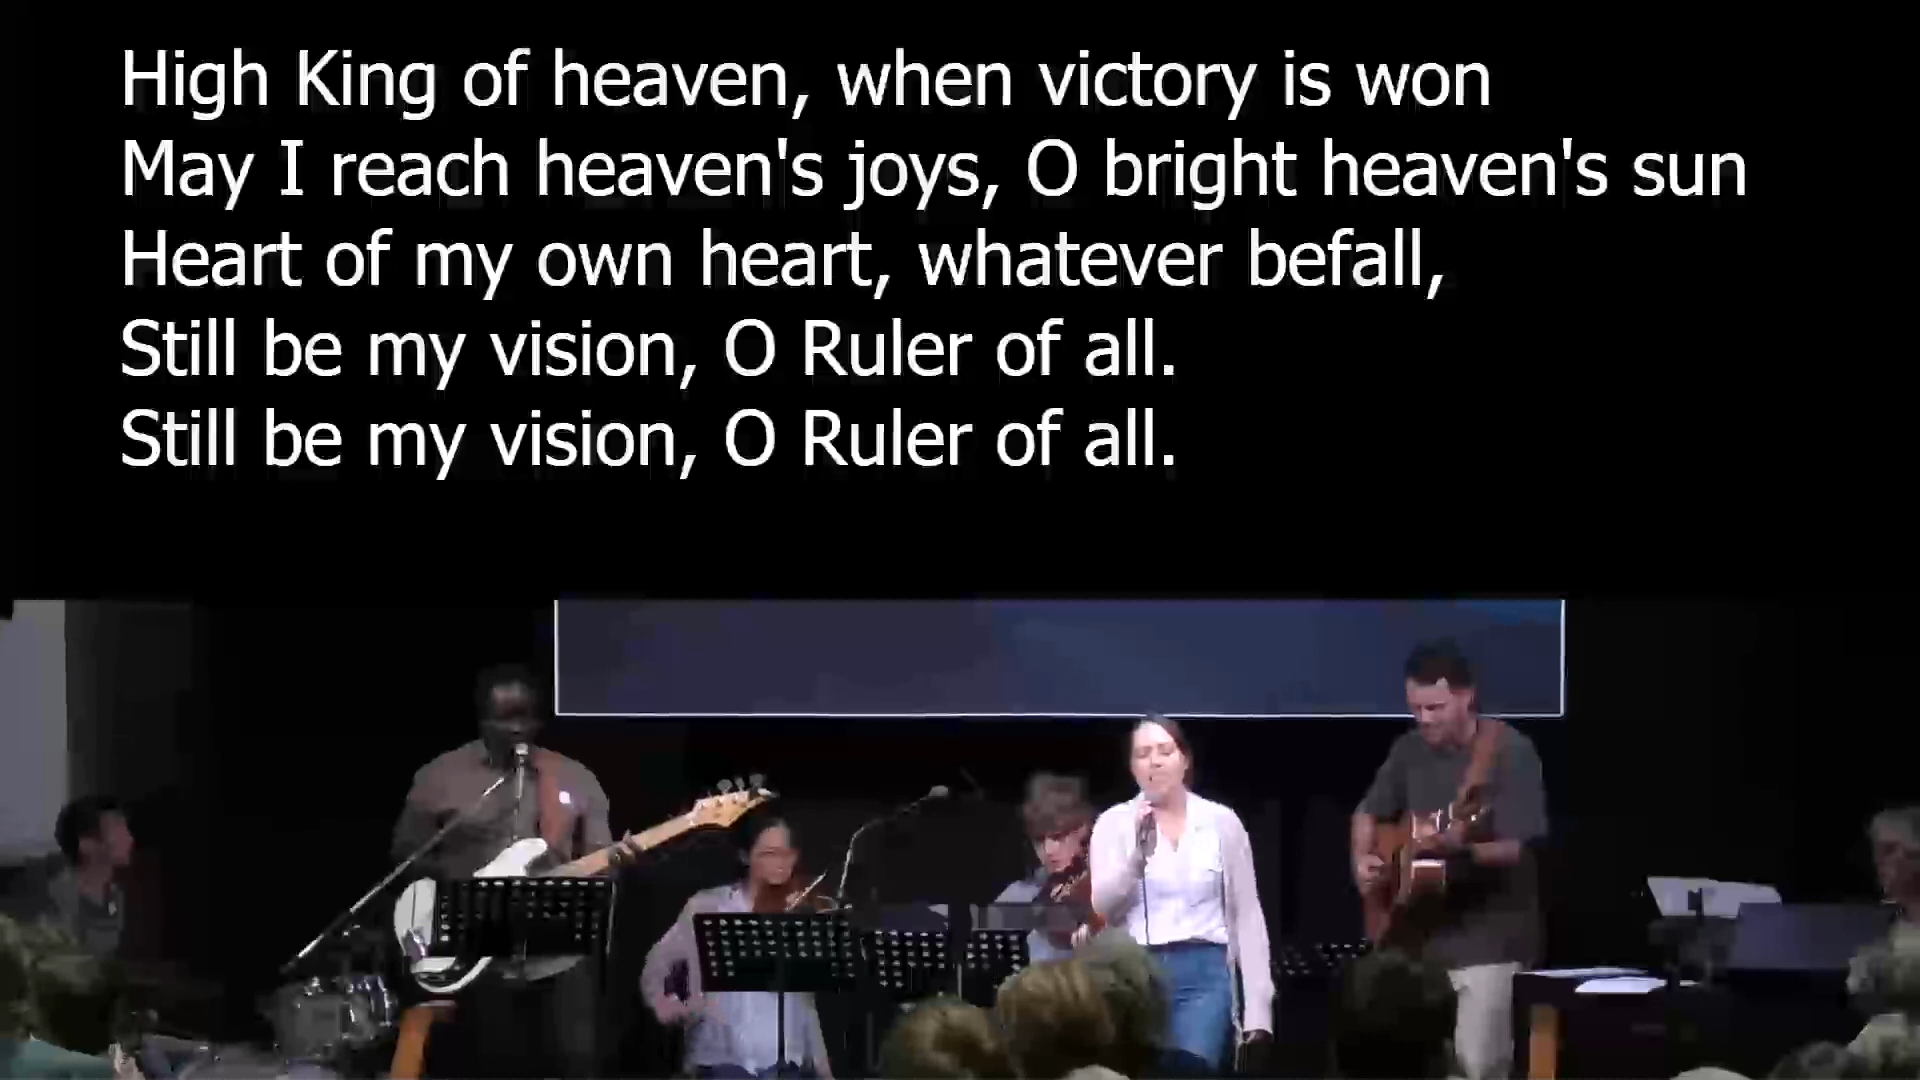 High King of heaven, when victory is won
May I reach heaven's joys, O bright heaven's sun
Heart of my own heart, whatever befall,
Still be my vision, O Ruler of all.
Still be my vision, O Ruler of all.